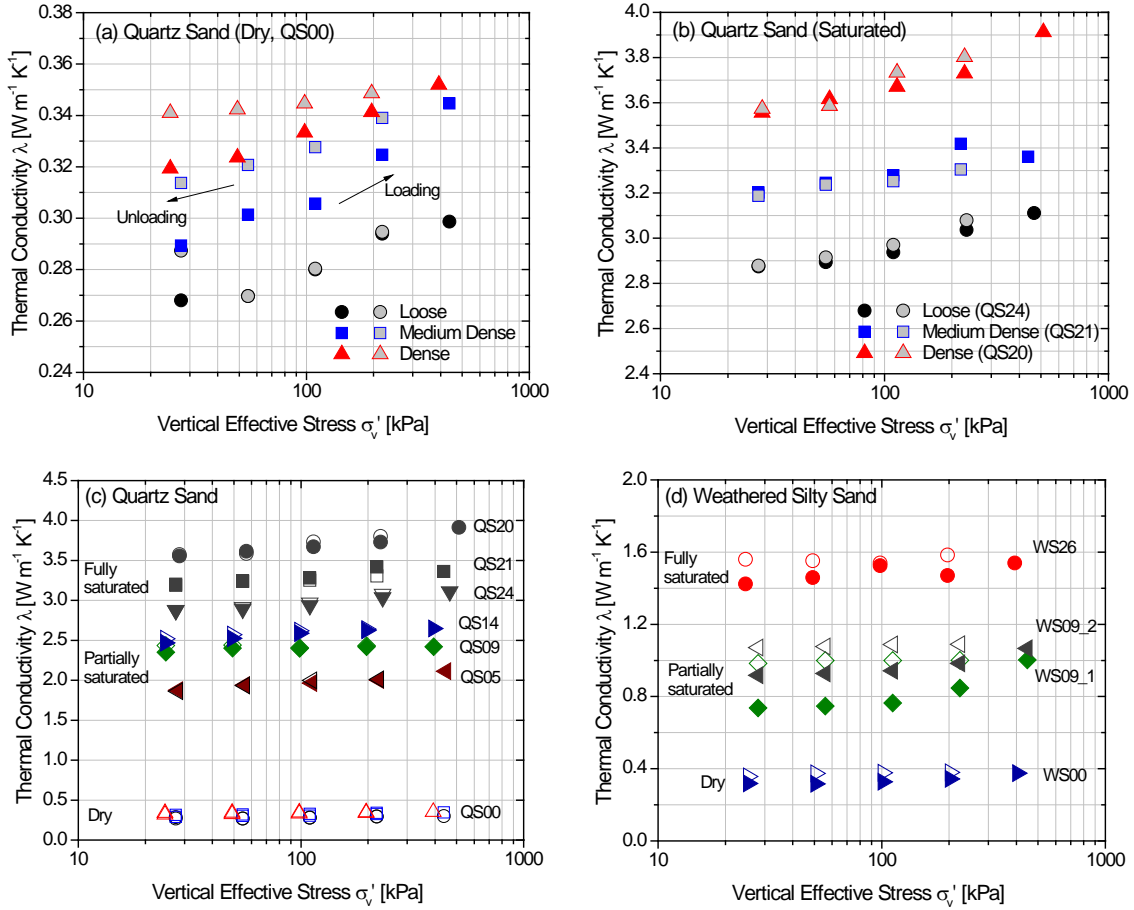 (a) Quartz Sand (Dry, QS00)
Thermal Conductivity λ [W m⁻¹ K⁻¹]
0.38
0.36
0.34
0.32
0.30
0.28
0.26
0.24
Unloading
Loading
Loose
Medium Dense
Dense
10
100
1000
Vertical Effective Stress σᵥ' [kPa]
(b) Quartz Sand (Saturated)
Thermal Conductivity λ [W m⁻¹ K⁻¹]
4.0
3.8
3.6
3.4
3.2
3.0
2.8
2.6
2.4
Loose (QS24)
Medium Dense (QS21)
Dense (QS20)
10
100
1000
Vertical Effective Stress σᵥ' [kPa]
(c) Quartz Sand
Thermal Conductivity λ [W m⁻¹ K⁻¹]
4.5
4.0
3.5
3.0
2.5
2.0
1.5
1.0
0.5
0.0
Fully
saturated
Partially
saturated
Dry
QS20
QS21
QS24
QS14
QS09
QS05
QS00
10
100
1000
Vertical Effective Stress σᵥ' [kPa]
(d) Weathered Silty Sand
Thermal Conductivity λ [W m⁻¹ K⁻¹]
2.0
1.6
1.2
0.8
0.4
0.0
Fully
saturated
Partially
saturated
Dry
WS26
WS09_2
WS09_1
WS00
10
100
1000
Vertical Effective Stress σᵥ' [kPa]